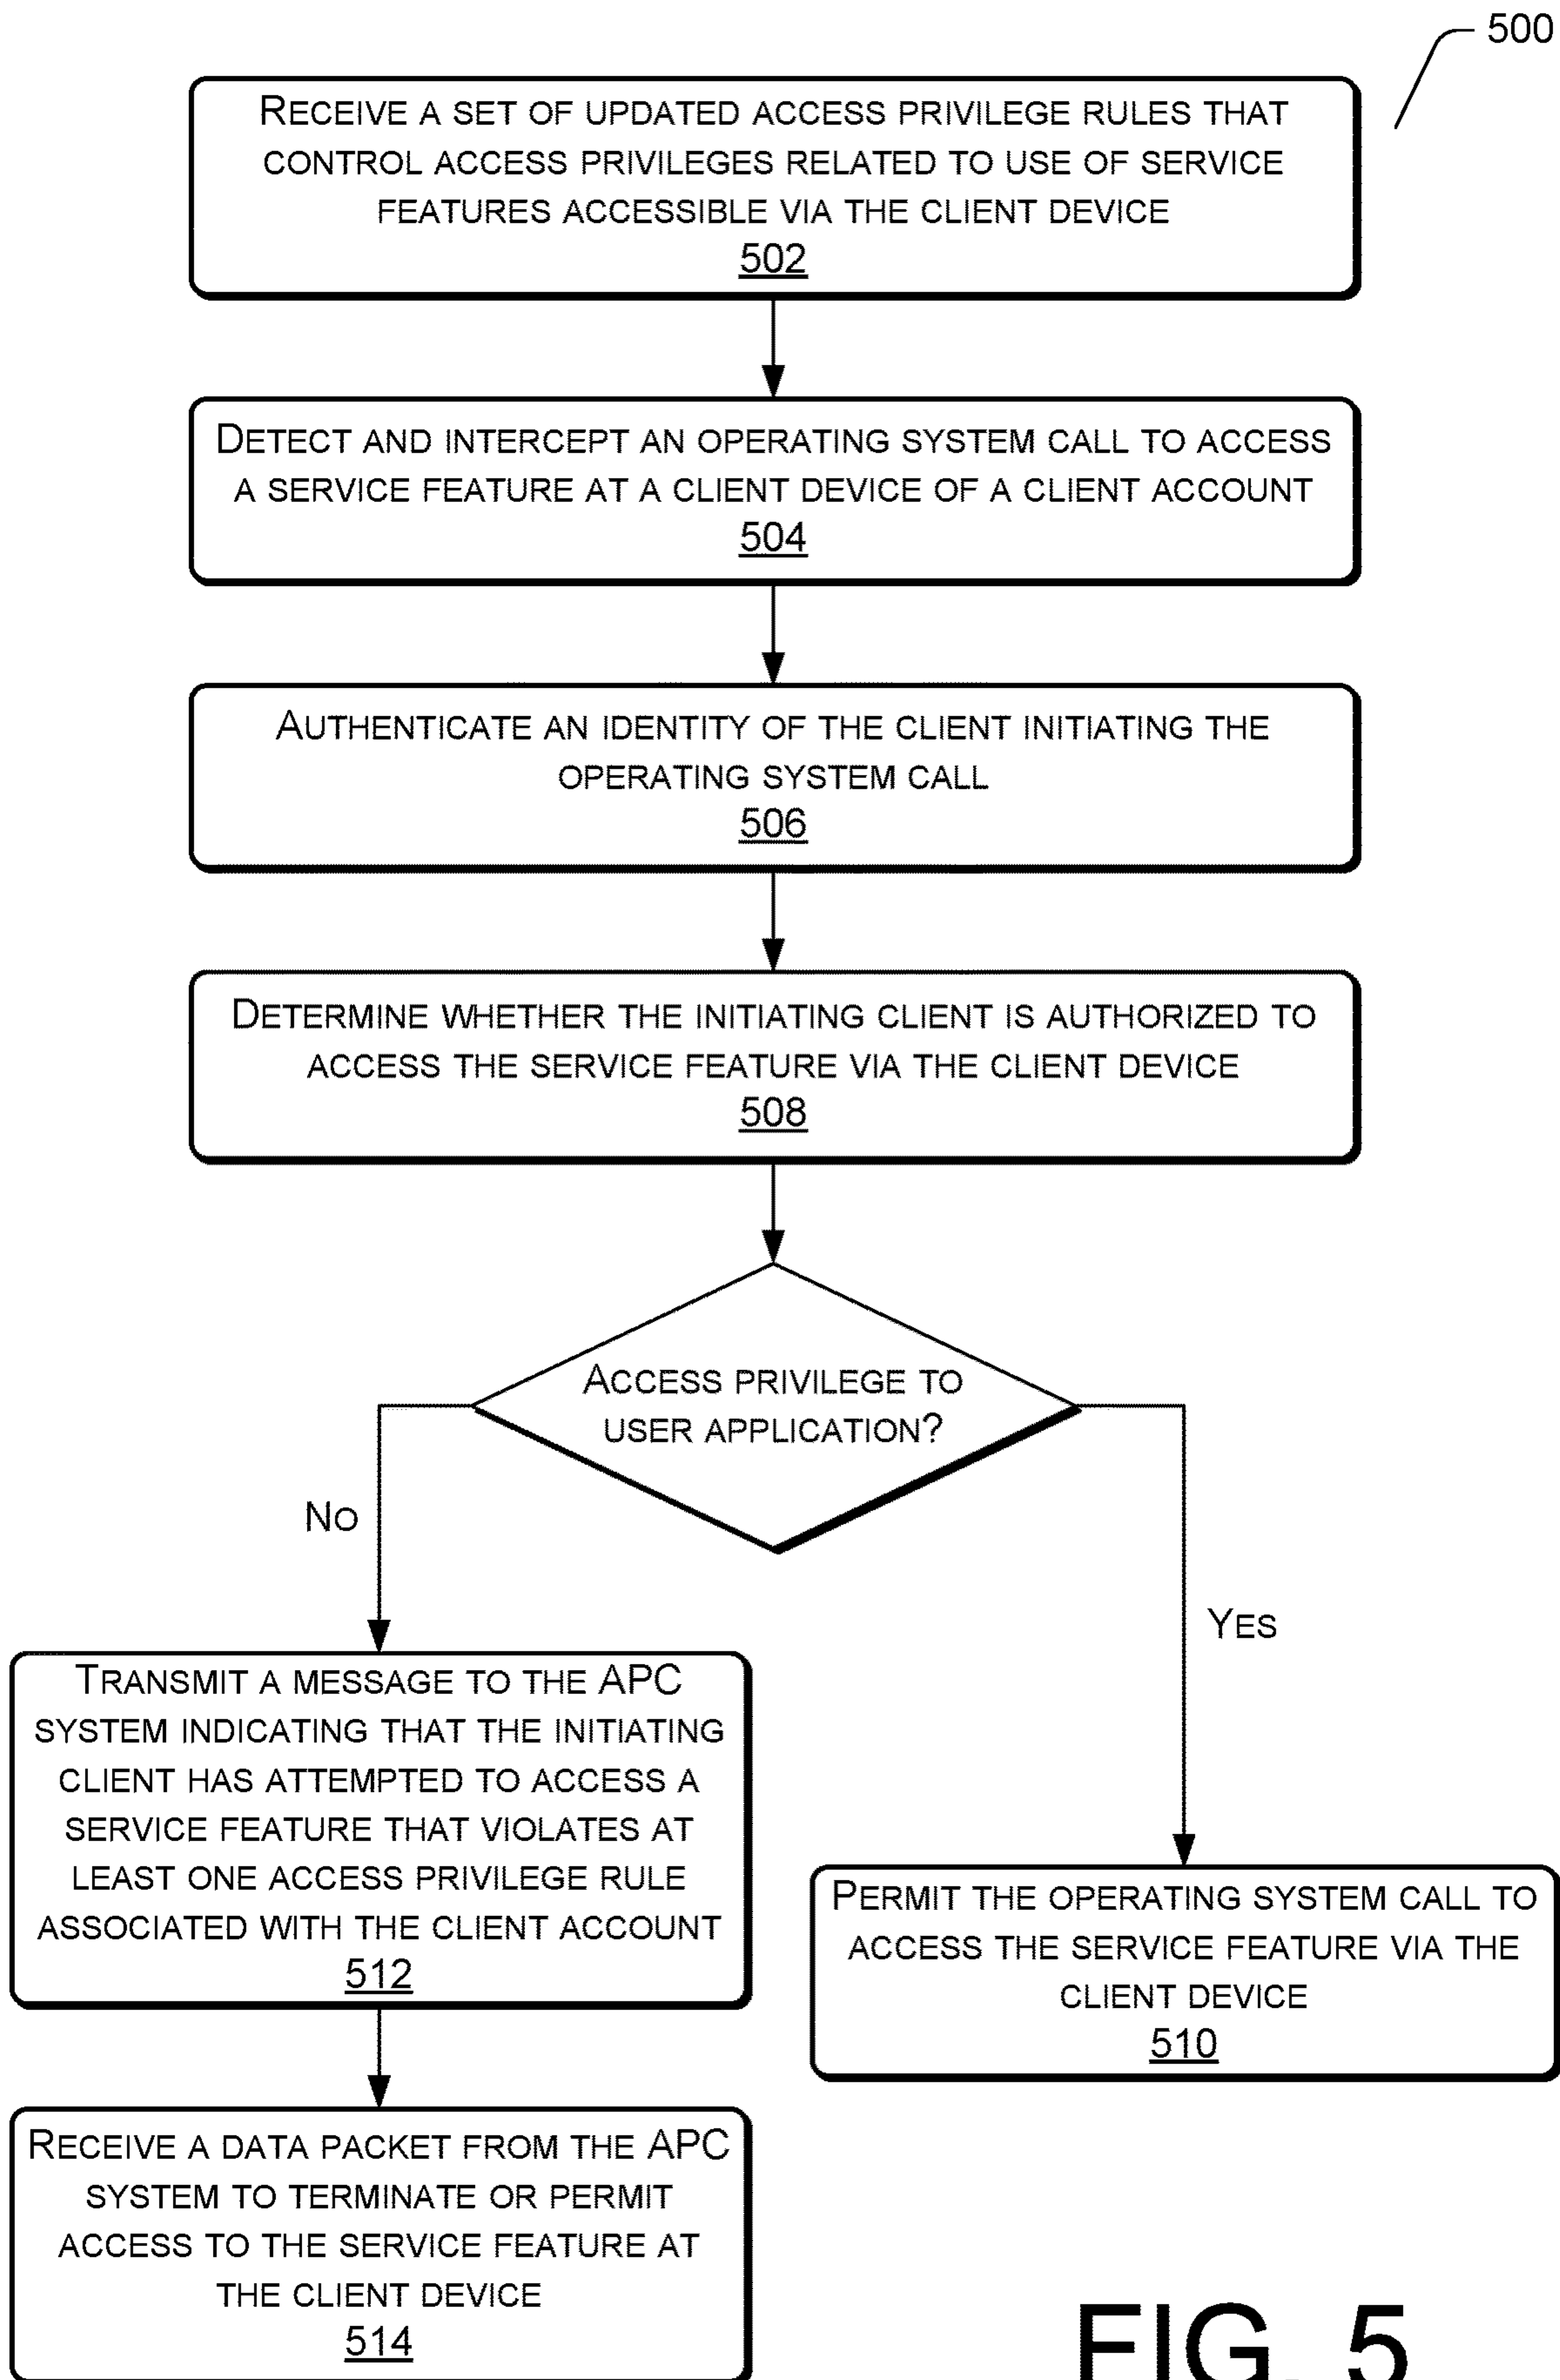 500
RECEIVE A SET OF UPDATED ACCESS PRIVILEGE RULES THAT
CONTROL ACCESS PRIVILEGES RELATED TO USE OF SERVICE
FEATURES ACCESSIBLE VIA THE CLIENT DEVICE
502
DETECT AND INTERCEPT AN OPERATING SYSTEM CALL TO ACCESS
A SERVICE FEATURE AT A CLIENT DEVICE OF A CLIENT ACCOUNT
504
AUTHENTICATE AN IDENTITY OF THE CLIENT INITIATING THE
OPERATING SYSTEM CALL
506
DETERMINE WHETHER THE INITIATING CLIENT IS AUTHORIZED TO
ACCESS THE SERVICE FEATURE VIA THE CLIENT DEVICE
508
ACCESS PRIVILEGE TO
USER APPLICATION?
NO
YES
TRANSMIT A MESSAGE TO THE APC
SYSTEM INDICATING THAT THE INITIATING
CLIENT HAS ATTEMPTED TO ACCESS A
SERVICE FEATURE THAT VIOLATES AT
LEAST ONE ACCESS PRIVILEGE RULE
ASSOCIATED WITH THE CLIENT ACCOUNT
512
PERMIT THE OPERATING SYSTEM CALL TO
ACCESS THE SERVICE FEATURE VIA THE
CLIENT DEVICE
510
RECEIVE A DATA PACKET FROM THE APC
SYSTEM TO TERMINATE OR PERMIT
ACCESS TO THE SERVICE FEATURE AT
THE CLIENT DEVICE
514
FIG. 5